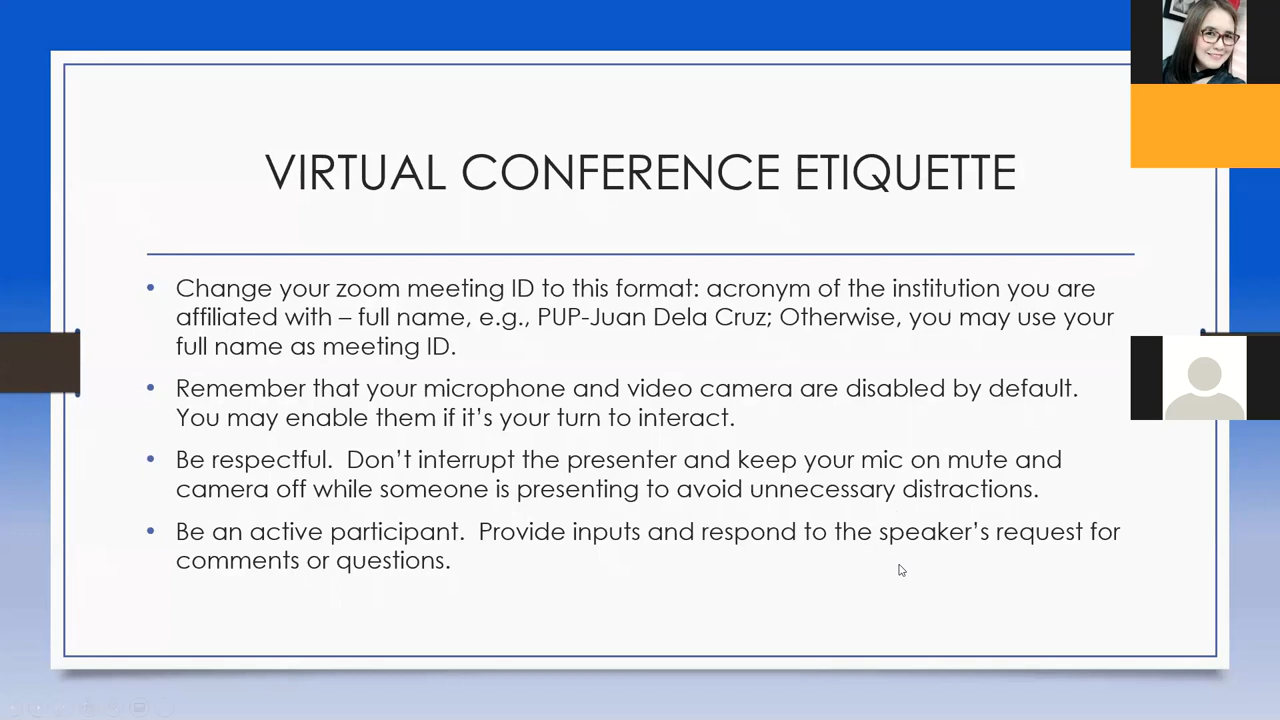 VIRTUAL CONFERENCE ETIQUETTE
• Change your zoom meeting ID to this format: acronym of the institution you are
affiliated with – full name, e.g., PUP-Juan Dela Cruz; Otherwise, you may use your
full name as meeting ID.
• Remember that your microphone and video camera are disabled by default.
You may enable them if it’s your turn to interact.
• Be respectful.  Don’t interrupt the presenter and keep your mic on mute and
camera off while someone is presenting to avoid unnecessary distractions.
• Be an active participant.  Provide inputs and respond to the speaker’s request for
comments or questions.